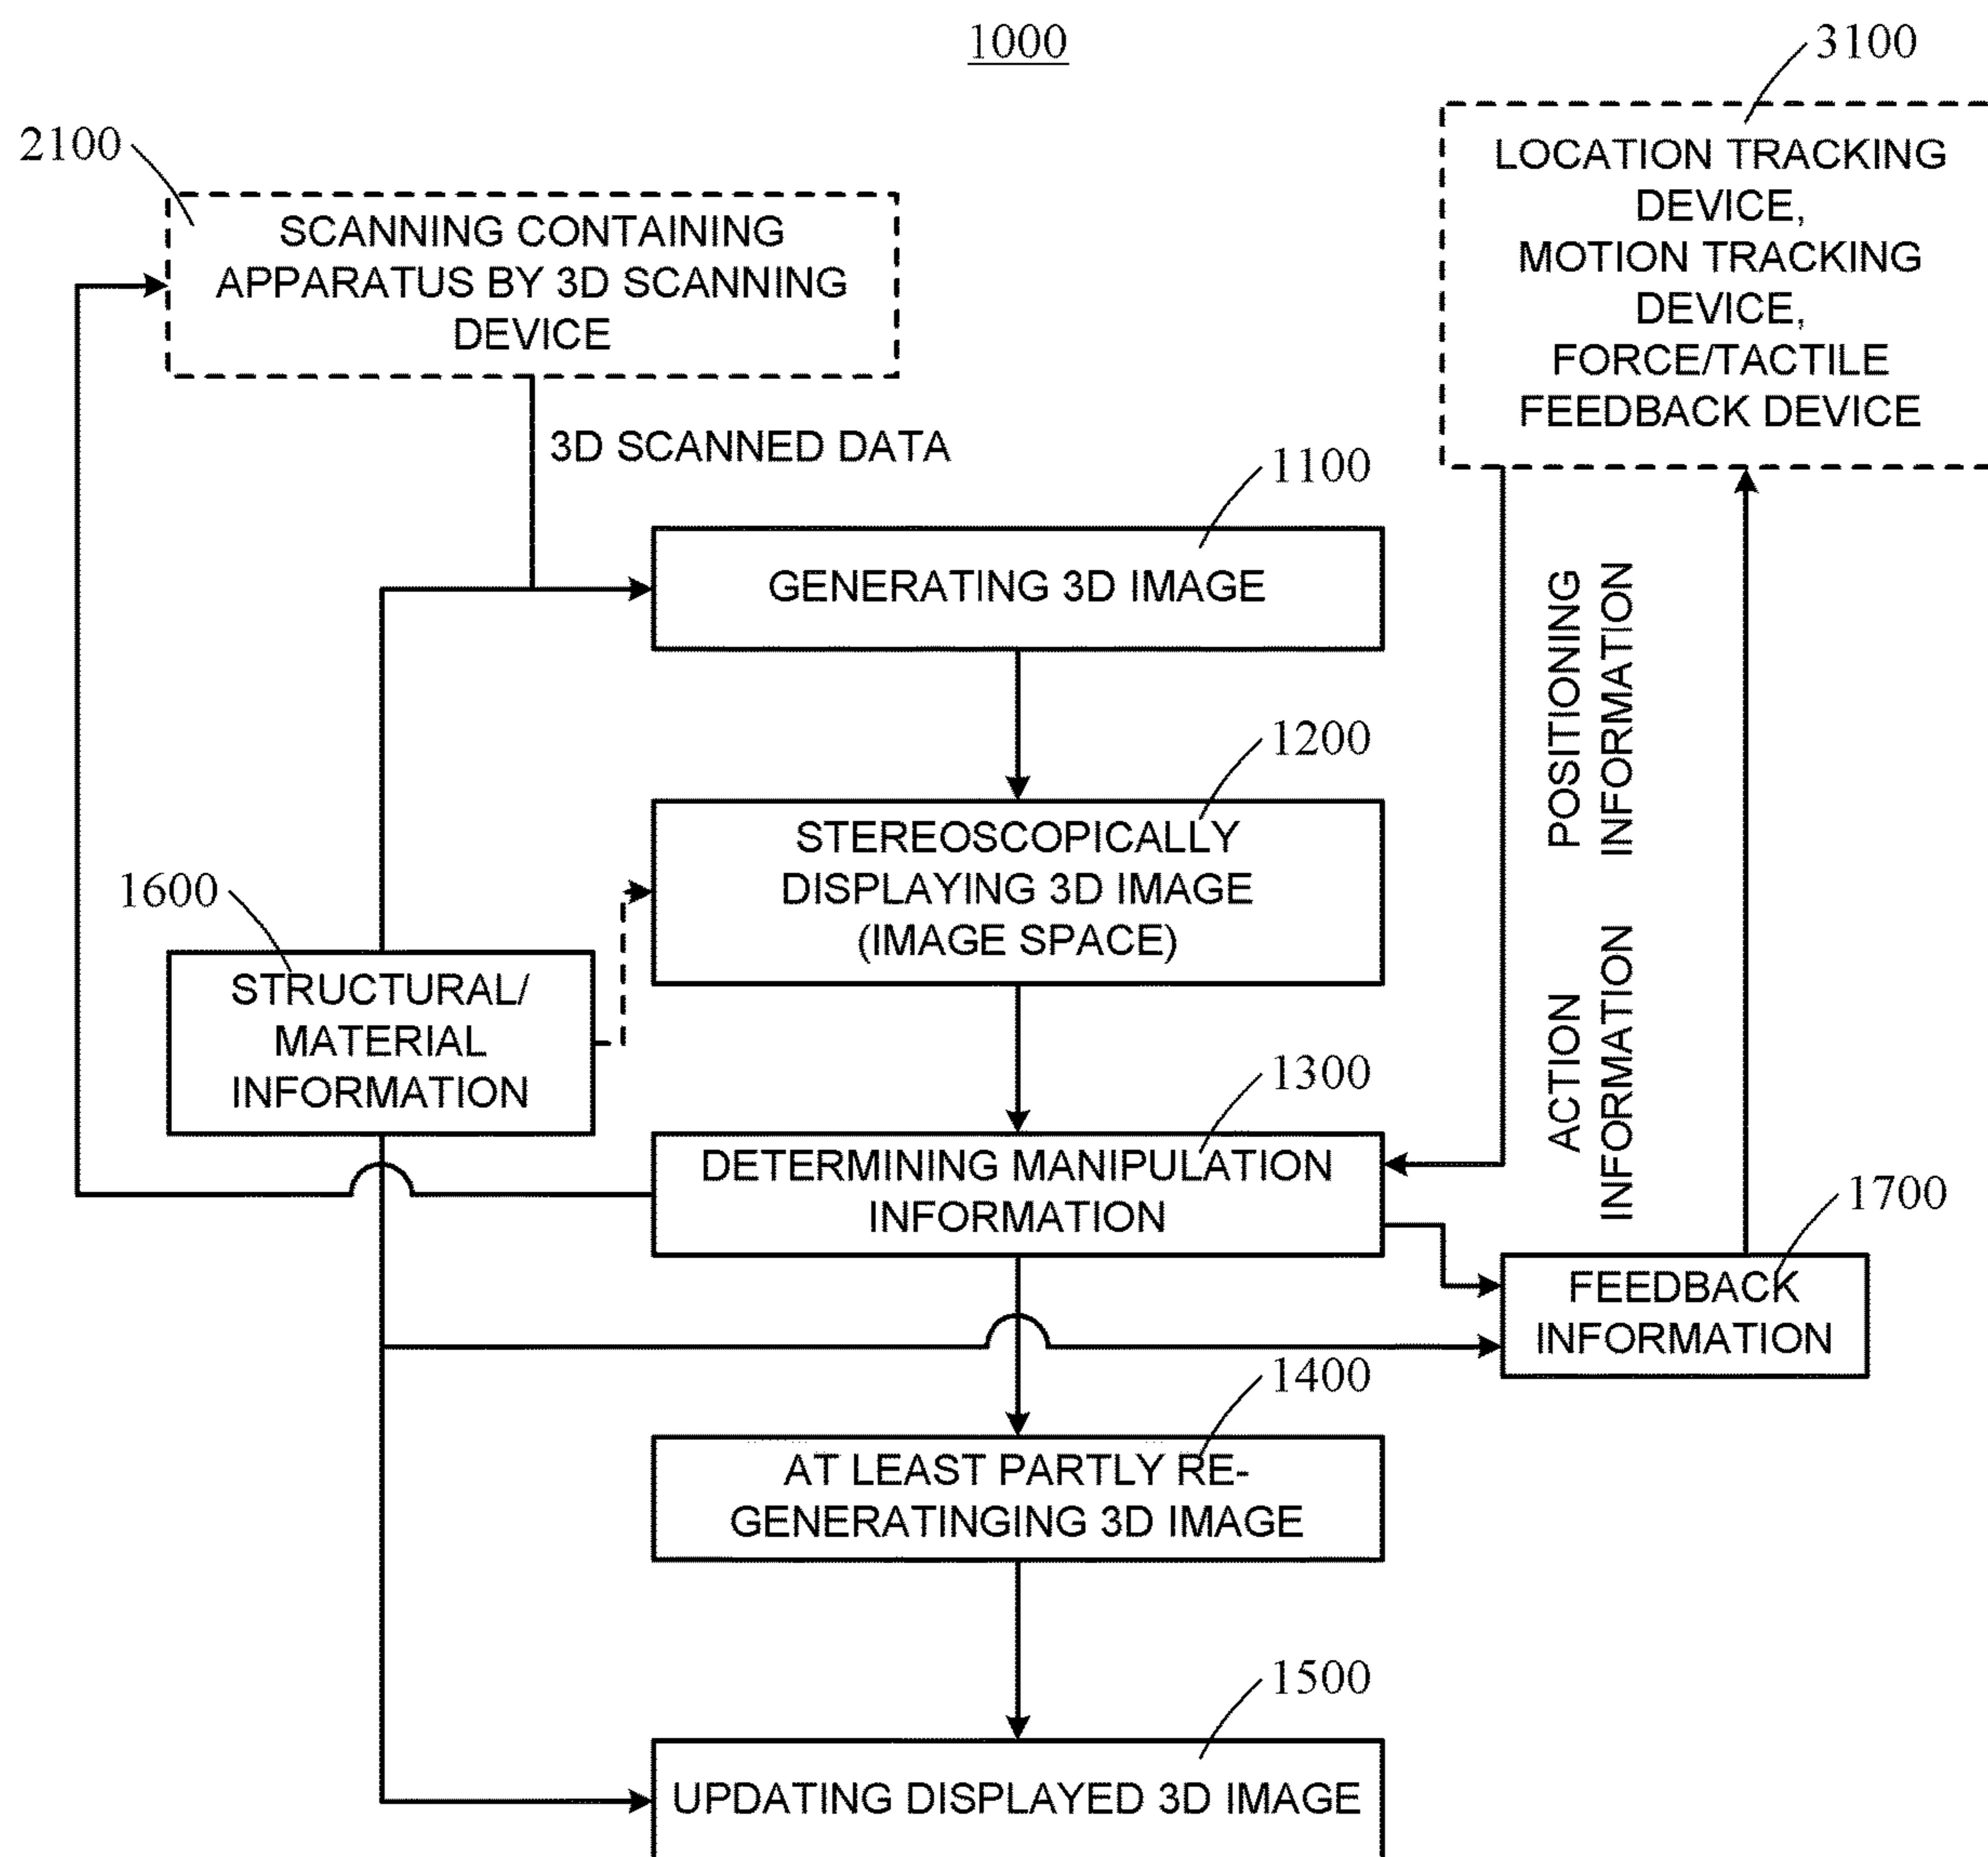 1000
3100
2100
LOCATION TRACKING
DEVICE,
MOTION TRACKING
DEVICE,
FORCE/TACTILE
FEEDBACK DEVICE
SCANNING CONTAINING
APPARATUS BY 3D SCANNING
DEVICE
3D SCANNED DATA
1100
GENERATING 3D IMAGE
POSITIONING
INFORMATION
1200
STEREOSCOPICALLY
DISPLAYING 3D IMAGE
(IMAGE SPACE)
1600
STRUCTURAL/
MATERIAL
INFORMATION
ACTION
INFORMATION
1300
DETERMINING MANIPULATION
INFORMATION
1700
FEEDBACK
INFORMATION
1400
AT LEAST PARTLY RE-
GENERATINGING 3D IMAGE
1500
UPDATING DISPLAYED 3D IMAGE